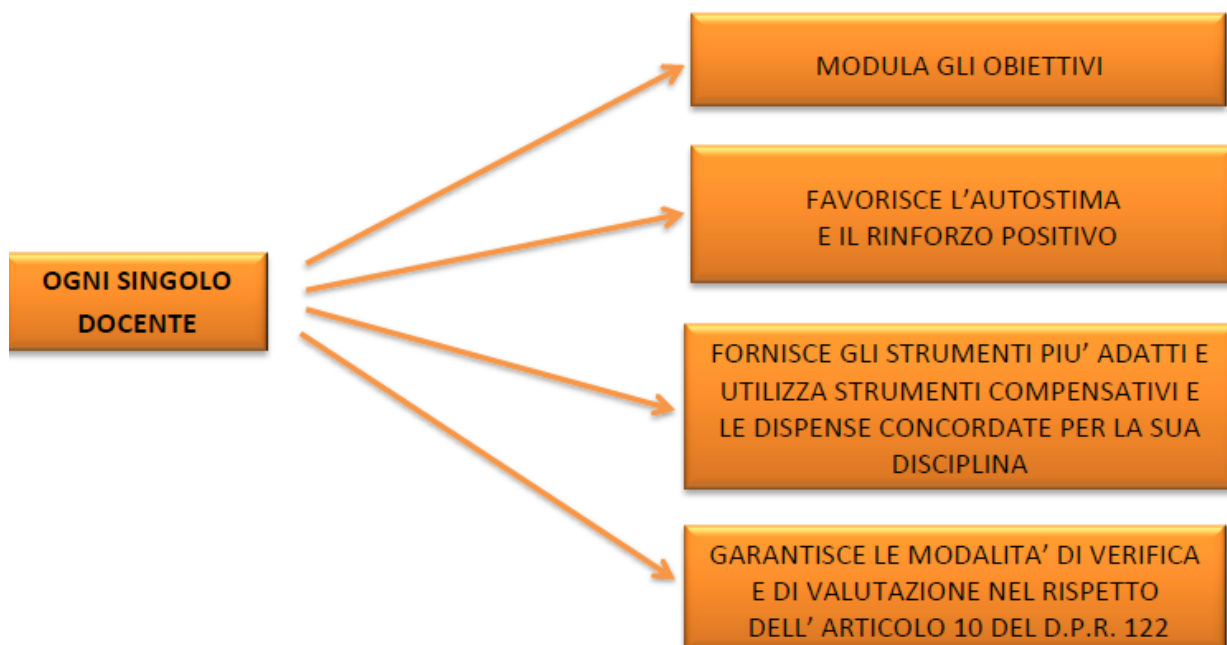 OGNI SINGOLO
DOCENTE
MODULA GLI OBIETTIVI
FAVORISCE L’AUTOSTIMA
E IL RINFORZO POSITIVO
FORNISCE GLI STRUMENTI PIU’ ADATTI E
UTILIZZA STRUMENTI COMPENSATIVI E
LE DISPENSE CONCORDATE PER LA SUA
DISCIPLINA
GARANTISCE LE MODALITA’ DI VERIFICA
E DI VALUTAZIONE NEL RISPETTO
DELL’ ARTICOLO 10 DEL D.P.R. 122